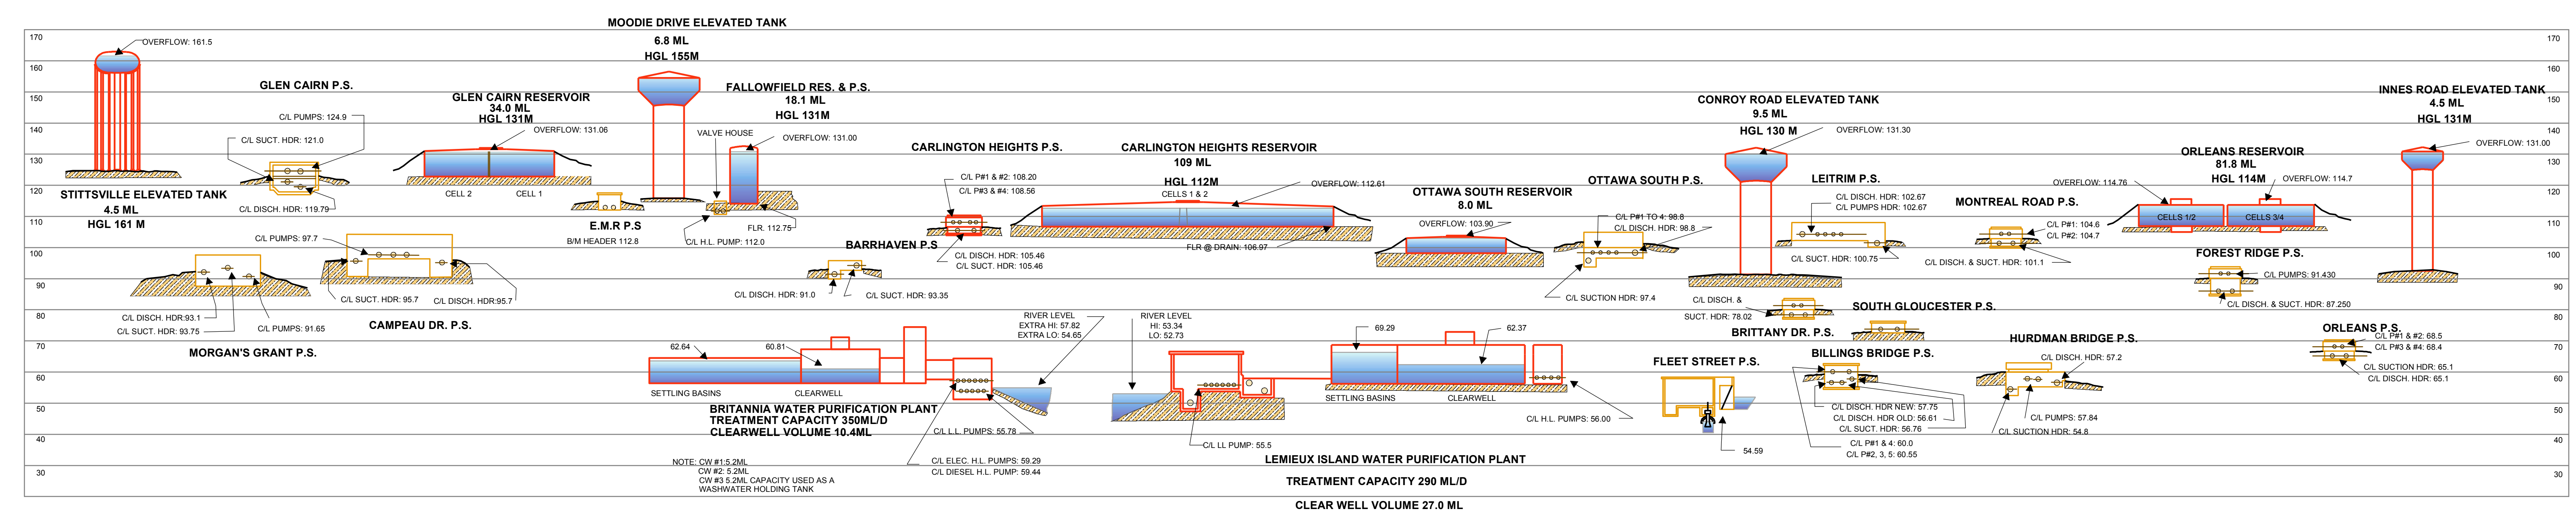 MOODIE DRIVE ELEVATED TANK
6.8 ML
HGL 155M
170
160
150
140
130
120
110
100
90
80
70
60
50
40
30
OVERFLOW: 161.5
STITTSVILLE ELEVATED TANK
4.5 ML
HGL 161 M
GLEN CAIRN P.S.
C/L PUMPS: 124.9
C/L SUCT. HDR: 121.0
C/L DISCH. HDR: 119.79
GLEN CAIRN RESERVOIR
34.0 ML
HGL 131M
OVERFLOW: 131.06
CELL 2
CELL 1
C/L DISCH. HDR:93.1
C/L SUCT. HDR: 93.75
C/L PUMPS: 91.65
MORGAN'S GRANT P.S.
C/L PUMPS: 97.7
C/L SUCT. HDR: 95.7
C/L DISCH. HDR:95.7
CAMPEAU DR. P.S.
E.M.R P.S
B/M HEADER 112.8
FALLOWFIELD RES. & P.S.
18.1 ML
HGL 131M
VALVE HOUSE
OVERFLOW: 131.00
FLR. 112.75
C/L H.L. PUMP: 112.0
BARRHAVEN P.S
C/L DISCH. HDR: 91.0
C/L SUCT. HDR: 93.35
CARLINGTON HEIGHTS P.S.
C/L P#1 & #2: 108.20
C/L P#3 & #4: 108.56
C/L DISCH. HDR: 105.46
C/L SUCT. HDR: 105.46
CARLINGTON HEIGHTS RESERVOIR
109 ML
HGL 112M
CELLS 1 & 2
OVERFLOW: 112.61
FLR @ DRAIN: 106.97
OTTAWA SOUTH RESERVOIR
8.0 ML
OVERFLOW: 103.90
OTTAWA SOUTH P.S.
C/L P#1 TO 4: 98.8
C/L DISCH. HDR: 98.8
C/L SUCTION HDR: 97.4
CONROY ROAD ELEVATED TANK
9.5 ML
HGL 130 M
OVERFLOW: 131.30
LEITRIM P.S.
C/L DISCH. HDR: 102.67
C/L PUMPS HDR: 102.67
C/L SUCT. HDR: 100.75
MONTREAL ROAD P.S.
C/L P#1: 104.6
C/L P#2: 104.7
C/L DISCH. & SUCT. HDR: 101.1
ORLEANS RESERVOIR
81.8 ML
HGL 114M
OVERFLOW: 114.76
OVERFLOW: 114.7
CELLS 1/2
CELLS 3/4
FOREST RIDGE P.S.
C/L PUMPS: 91.430
C/L DISCH. & SUCT. HDR: 87.250
INNES ROAD ELEVATED TANK
4.5 ML
HGL 131M
OVERFLOW: 131.00
62.64
60.81
SETTLING BASINS
CLEARWELL
BRITANNIA WATER PURIFICATION PLANT
TREATMENT CAPACITY 350ML/D
CLEARWELL VOLUME 10.4ML
NOTE: CW #1:5.2ML
CW #2: 5.2ML
CW #3 5.2ML CAPACITY USED AS A
WASHWATER HOLDING TANK
RIVER LEVEL
EXTRA HI: 57.82
EXTRA LO: 54.65
C/L L.L. PUMPS: 55.78
C/L ELEC. H.L. PUMPS: 59.29
C/L DIESEL H.L. PUMP: 59.44
RIVER LEVEL
HI: 53.34
LO: 52.73
C/L LL PUMP: 55.5
69.29
62.37
SETTLING BASINS
CLEARWELL
C/L H.L. PUMPS: 56.00
LEMIEUX ISLAND WATER PURIFICATION PLANT
TREATMENT CAPACITY 290 ML/D
CLEAR WELL VOLUME 27.0 ML
FLEET STREET P.S.
54.59
C/L DISCH. &
SUCT. HDR: 78.02
BRITTANY DR. P.S.
SOUTH GLOUCESTER P.S.
BILLINGS BRIDGE P.S.
C/L DISCH. HDR NEW: 57.75
C/L DISCH. HDR OLD: 56.61
C/L SUCT. HDR: 56.76
C/L P#1 & 4: 60.0
C/L P#2, 3, 5: 60.55
HURDMAN BRIDGE P.S.
C/L DISCH. HDR: 57.2
C/L PUMPS: 57.84
C/L SUCTION HDR: 54.8
ORLEANS P.S.
C/L P#1 & #2: 68.5
C/L P#3 & #4: 68.4
C/L SUCTION HDR: 65.1
C/L DISCH. HDR: 65.1
170
160
150
140
130
120
110
100
90
80
70
60
50
40
30